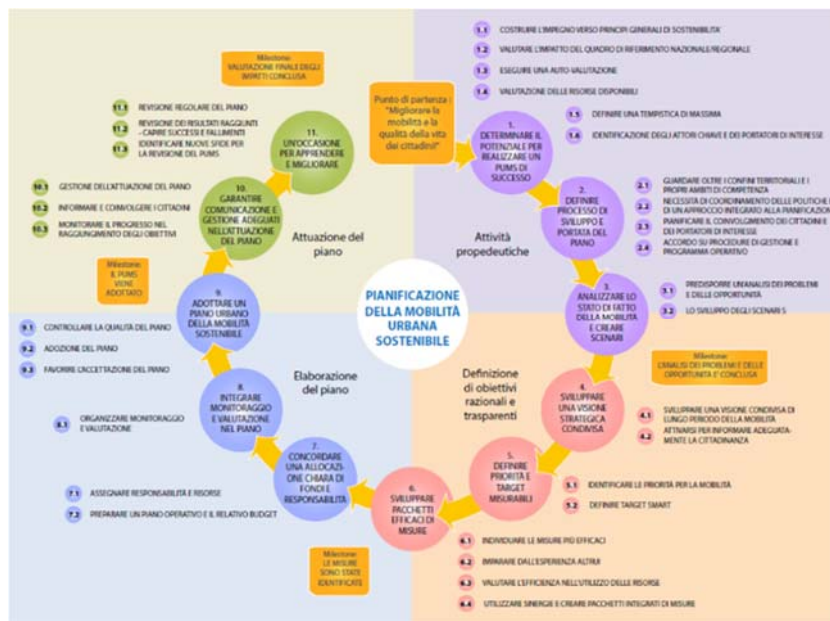 Milestone:
VALUTAZIONE FINALE DEGLI
IMPATTI CONCLUSA
Punto di partenza :
"Migliorare la
mobilità e la
qualità della vita
dei cittadini!"
1.1 COSTRUIRE L'IMPEGNO VERSO PRINCIPI GENERALI DI SOSTENIBILITA'
1.2 VALUTARE L'IMPATTO DEL QUADRO DI RIFERIMENTO NAZIONALE/REGIONALE
1.3 ESEGUIRE UNA AUTO-VALUTAZIONE
1.4 VALUTAZIONE DELLE RISORSE DISPONIBILI
1.5 DEFINIRE UNA TEMPISTICA DI MASSIMA
1.6 IDENTIFICAZIONE DEGLI ATTORI CHIAVE E DEI PORTATORI DI INTERESSE
1.
DETERMINARE IL
POTENZIALE PER
REALIZZARE UN
PUMS DI
SUCCESSO
2.
DEFINIRE
PROCESSO DI
SVILUPPO E
PORTATA DEL
PIANO
2.1 GUARDARE OLTRE I CONFINI TERRITORIALI E I
PROPRI AMBITI DI COMPETENZA
2.2 NECESSITÀ DI COORDINAMENTO DELLE POLITICHE E
DI UN APPROCCIO INTEGRATO ALLA PIANIFICAZIONE
2.3 PIANIFICARE IL COINVOLGIMENTO DEI CITTADINI E
DEI PORTATORI DI INTERESSE
2.4 ACCORDO SU PROCEDURE DI GESTIONE E
PROGRAMMA OPERATIVO
Attività
propedeutiche
3.
ANALIZZARE LO
STATO DI FATTO
DELLA MOBILITÀ
E CREARE
SCENARI
3.1 PREDISPORRE UN'ANALISI DEI PROBLEMI
E DELLE OPPORTUNITÀ
3.2 LO SVILUPPO DEGLI SCENARI S
Milestone:
L'ANALISI DEI PROBLEMI E DELLE
OPPORTUNITÀ E' CONCLUSA
PIANIFICAZIONE
DELLA MOBILITÀ
URBANA
SOSTENIBILE
Definizione
di obiettivi
razionali e
trasparenti
4.
SVILUPPARE
UNA VISIONE
STRATEGICA
CONDIVISA
4.1 SVILUPPARE UNA VISIONE CONDIVISA DI
LUNGO PERIODO DELLA MOBILITÀ
4.2 ATTIVARSI PER INFORMARE ADEGUATA-
MENTE LA CITTADINANZA
5.
DEFINIRE
PRIORITÀ E
TARGET
MISURABILI
5.1 IDENTIFICARE LE PRIORITÀ PER LA MOBILITÀ
5.2 DEFINIRE TARGET SMART
6.
SVILUPPARE
PACCHETTI
EFFICACI DI
MISURE
6.1 INDIVIDUARE LE MISURE PIÙ EFFICACI
6.2 IMPARARE DALL'ESPERIENZA ALTRUI
6.3 VALUTARE L'EFFICIENZA NELL'UTILIZZO DELLE RISORSE
6.4 UTILIZZARE SINERGIE E CREARE PACCHETTI INTEGRATI DI MISURE
Milestone:
LE MISURE
SONO STATE
IDENTIFICATE
Elaborazione
del piano
7.
CONCORDARE
UNA ALLOCAZI-
ONE CHIARA DI
FONDI E
RESPONSABILITÀ
7.1 ASSEGNARE RESPONSABILITÀ E RISORSE
7.2 PREPARARE UN PIANO OPERATIVO E IL RELATIVO BUDGET
8.
INTEGRARE
MONITORAGGIO
E VALUTAZIONE
NEL PIANO
8.1 ORGANIZZARE MONITORAGGIO
E VALUTAZIONE
9.
ADOTTARE UN
PIANO URBANO
DELLA MOBILITÀ
SOSTENIBILE
9.1 CONTROLLARE LA QUALITÀ DEL PIANO
9.2 ADOZIONE DEL PIANO
9.3 FAVORIRE L'ACCETTAZIONE DEL PIANO
Milestone:
IL PUMS
VIENE
ADOTTATO
Attuazione del
piano
10.
GARANTIRE
COMUNICAZIONE E
GESTIONE ADEGUATI
NELL'ATTUAZIONE
DEL PIANO
10.1 GESTIONE DELL'ATTUAZIONE DEL PIANO
10.2 INFORMARE E COINVOLGERE I CITTADINI
10.3 MONITORARE IL PROGRESSO NEL
RAGGIUNGIMENTO DEGLI OBIETTIVI
11.
UN'OCCASIONE
PER APPRENDERE
E MIGLIORARE
11.1 REVISIONE REGOLARE DEL PIANO
11.2 REVISIONE DEI RISULTATI RAGGIUNTI
- CAPIRE SUCCESSI E FALLIMENTI
11.3 IDENTIFICARE NUOVE SFIDE PER
LA REVISIONE DEL PUMS